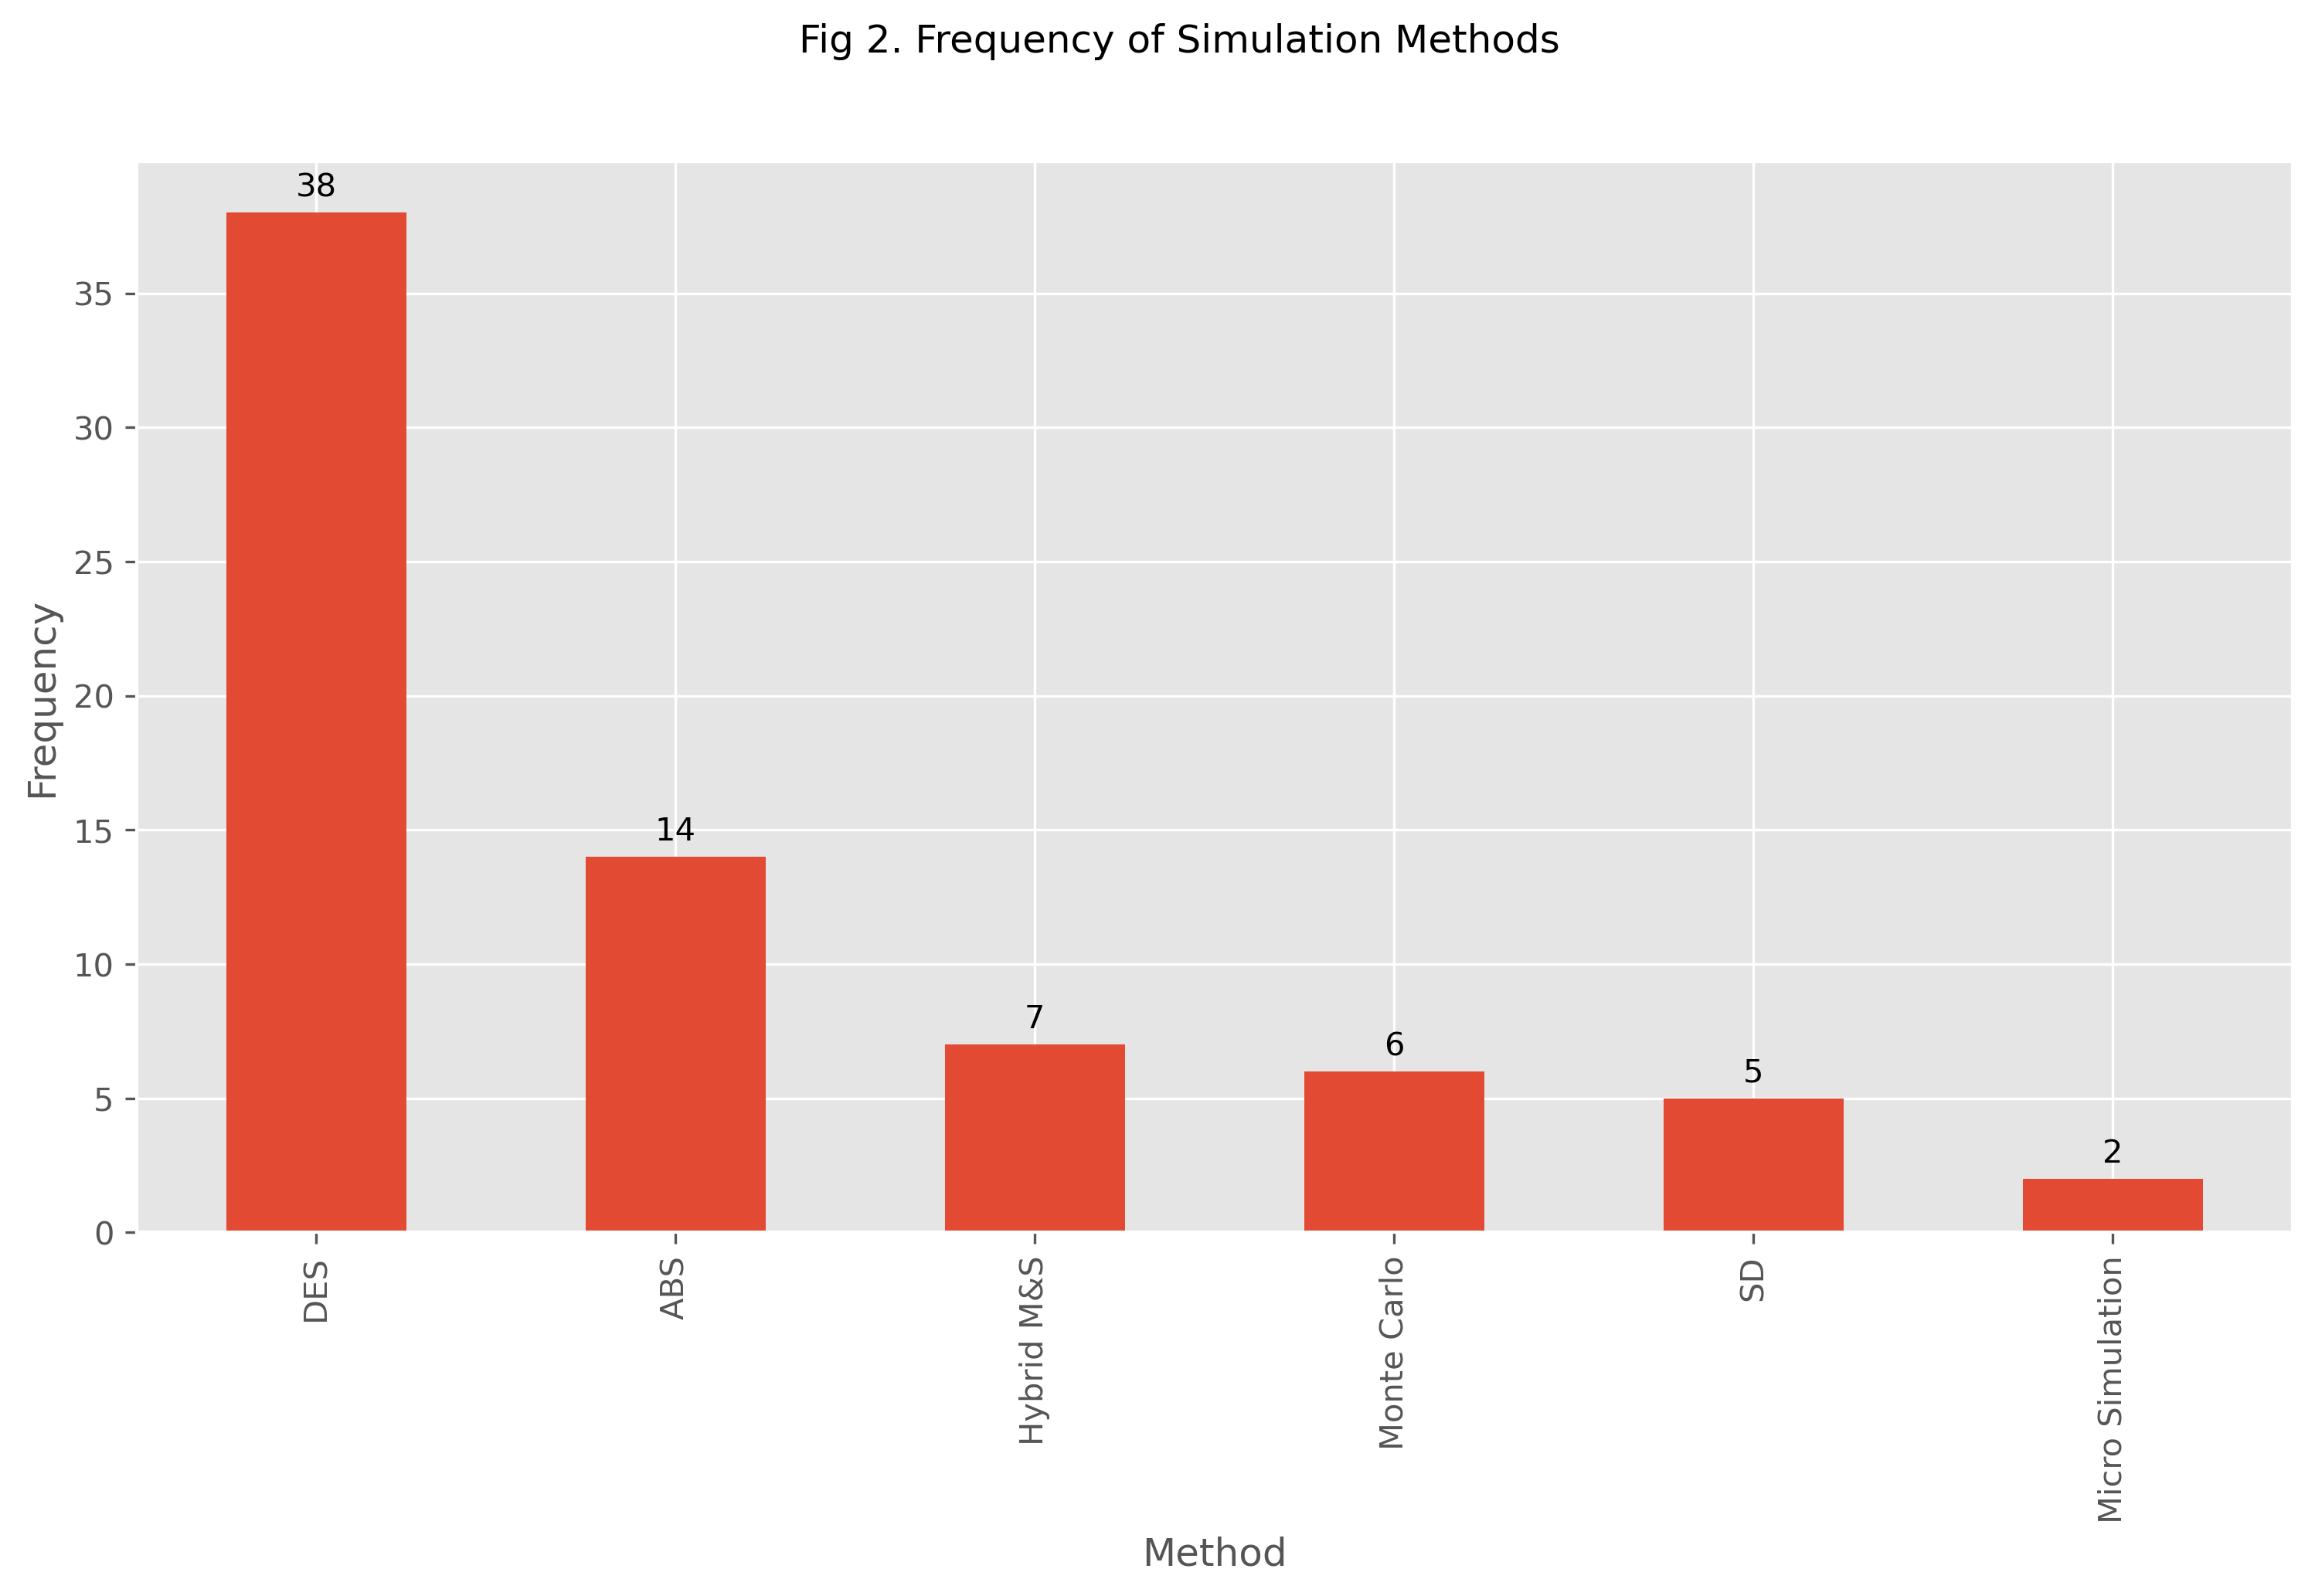 Fig 2. Frequency of Simulation Methods
Frequency
35
30
25
20
15
10
5
0
38
14
7
6
5
2
DES
ABS
Hybrid M&S
Monte Carlo
SD
Micro Simulation
Method